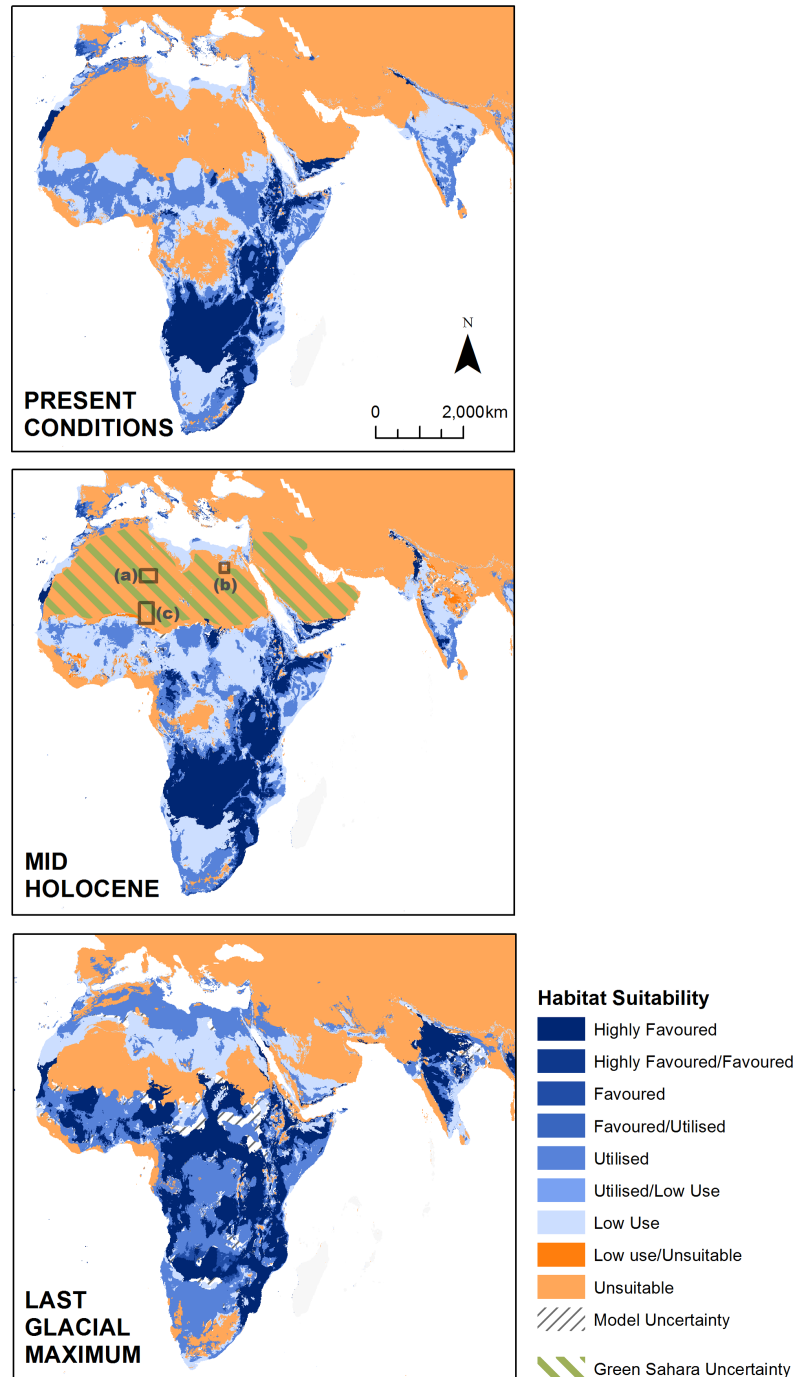 N
0 2,000km
PRESENT
CONDITIONS
(a)
(b)
(c)
MID
HOLOCENE
LAST
GLACIAL
MAXIMUM
Habitat Suitability
Highly Favoured
Highly Favoured/Favoured
Favoured
Favoured/Utilised
Utilised
Utilised/Low Use
Low Use
Low use/Unsuitable
Unsuitable
Model Uncertainty
Green Sahara Uncertainty